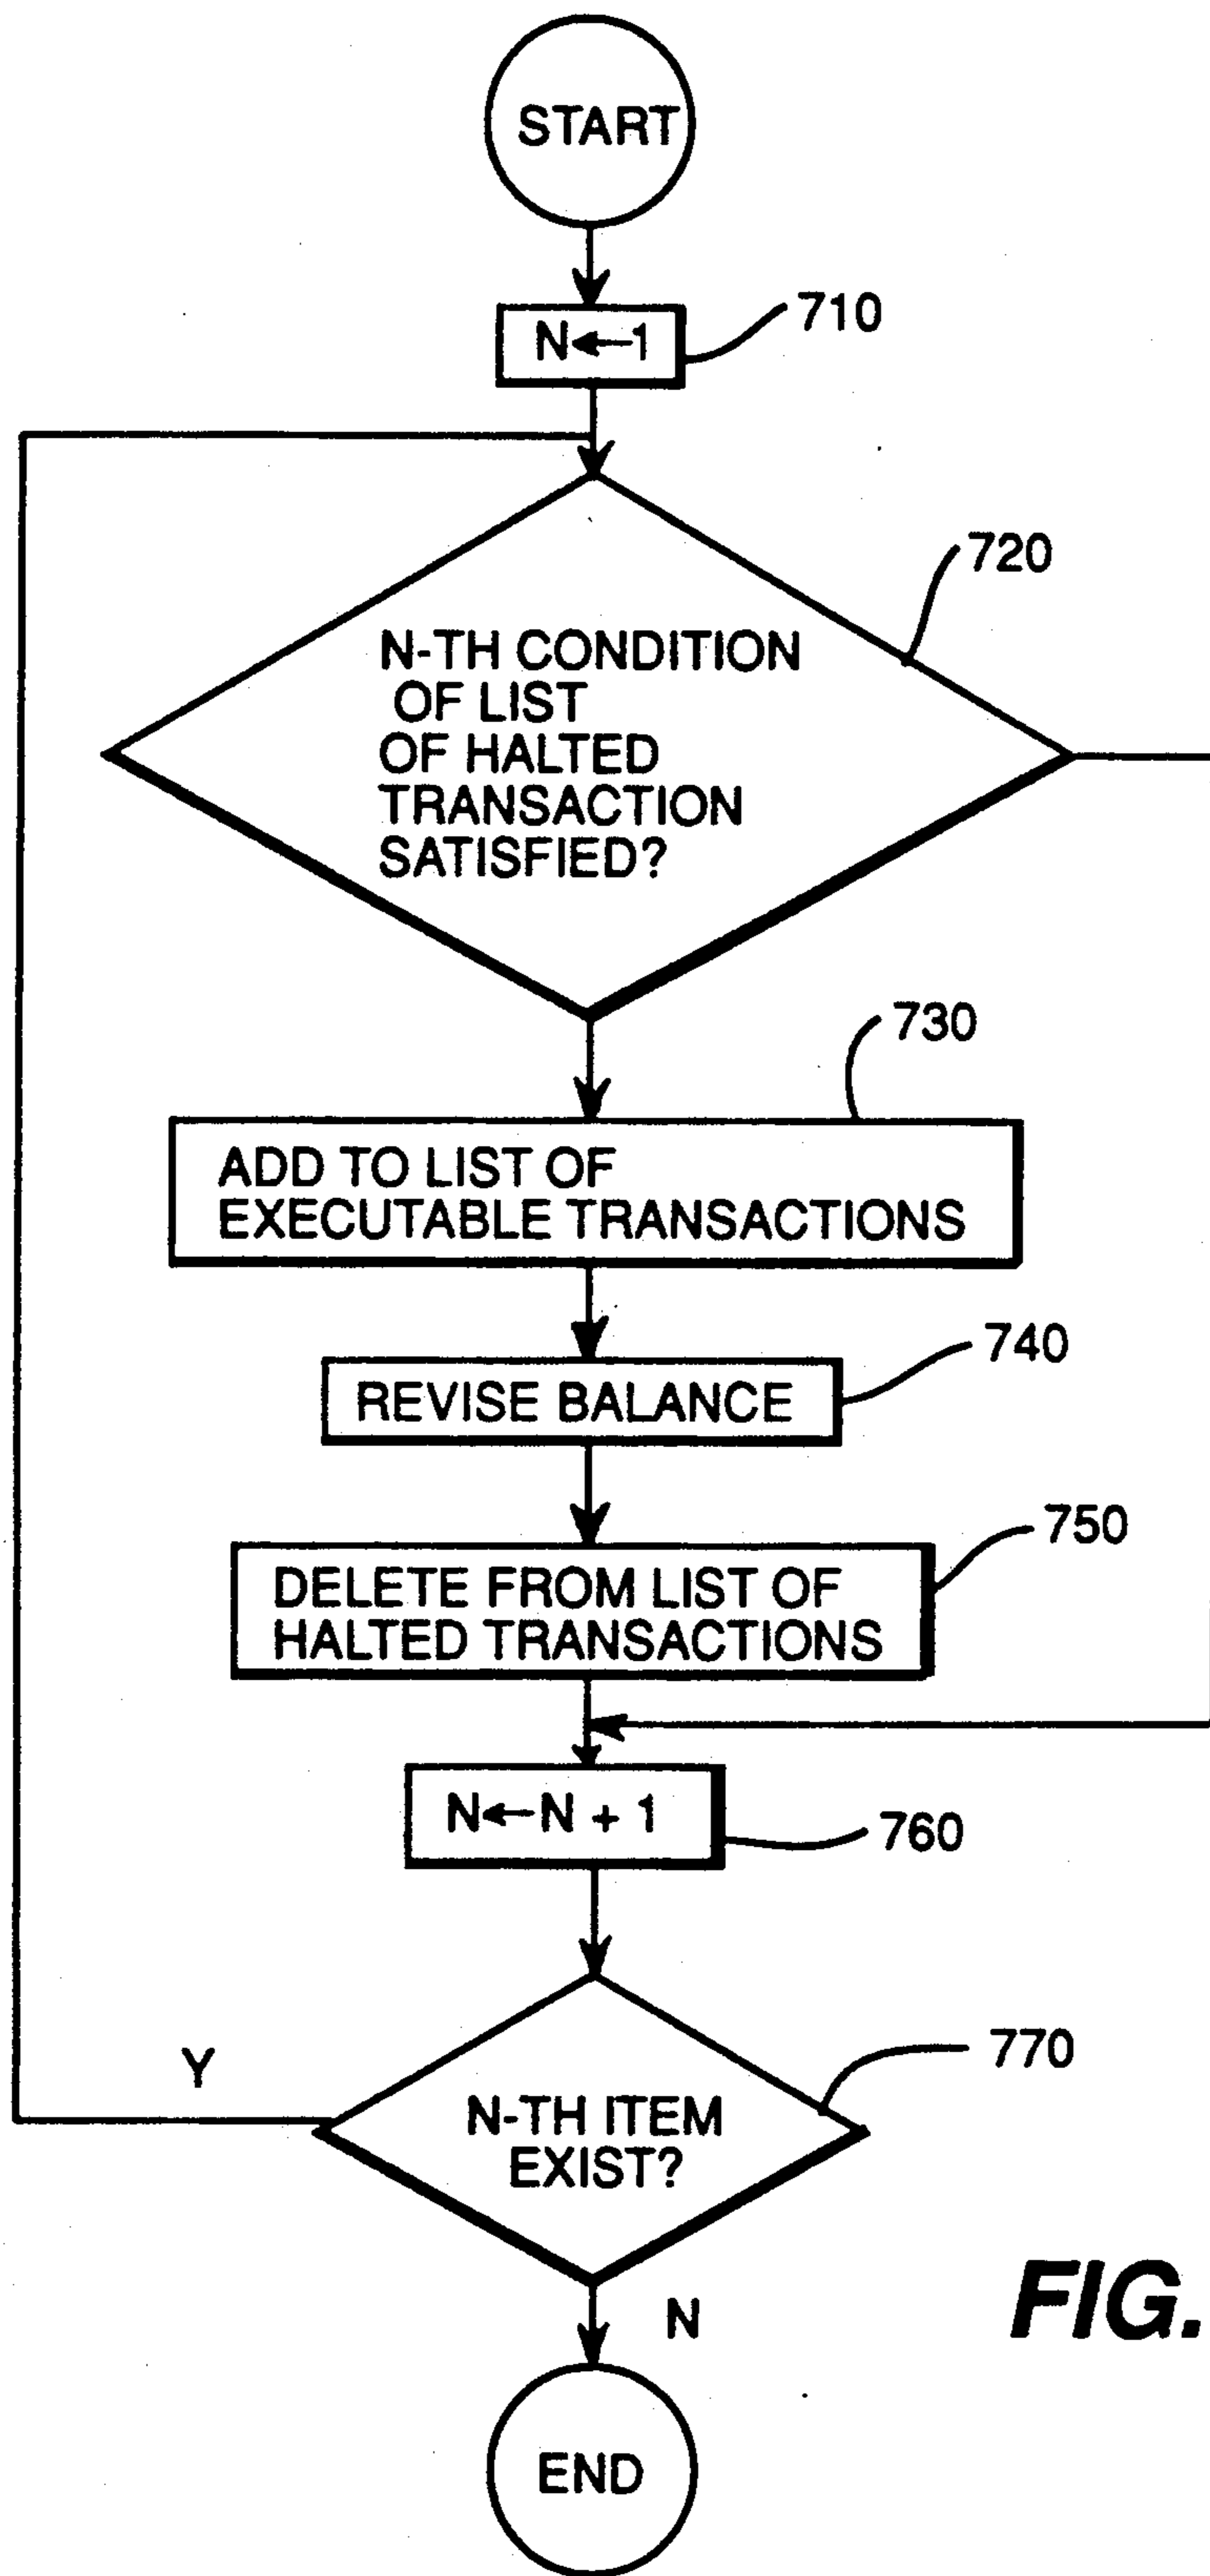 START
N←1
710
720
N-TH CONDITION
OF LIST
OF HALTED
TRANSACTION
SATISFIED?
730
ADD TO LIST OF
EXECUTABLE TRANSACTIONS
740
REVISE BALANCE
750
DELETE FROM LIST OF
HALTED TRANSACTIONS
N←N + 1
760
Y
770
N-TH ITEM
EXIST?
N
FIG.
END